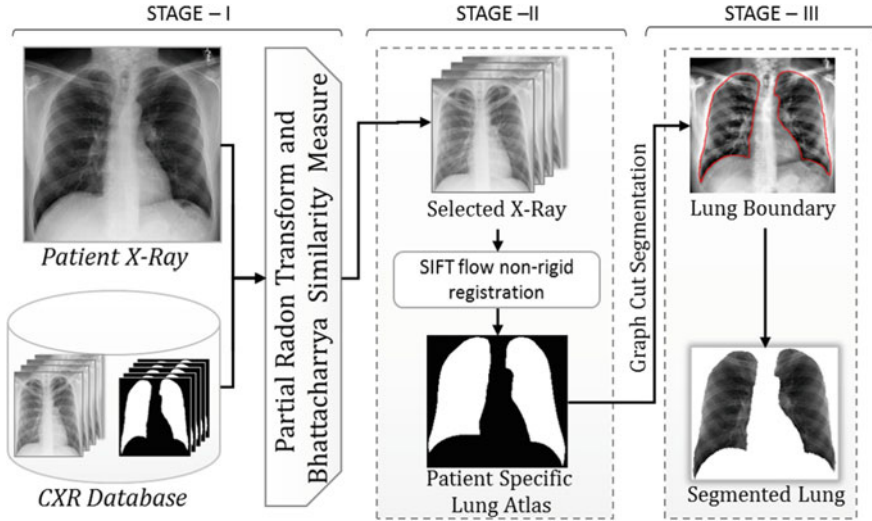 STAGE – I
STAGE –II
STAGE – III
Patient X-Ray
CXR Database
Partial Radon Transform and
Bhattacharrya Similarity Measure
Selected X-Ray
SIFT flow non-rigid
registration
Patient Specific
Lung Atlas
Graph Cut Segmentation
Lung Boundary
Segmented Lung